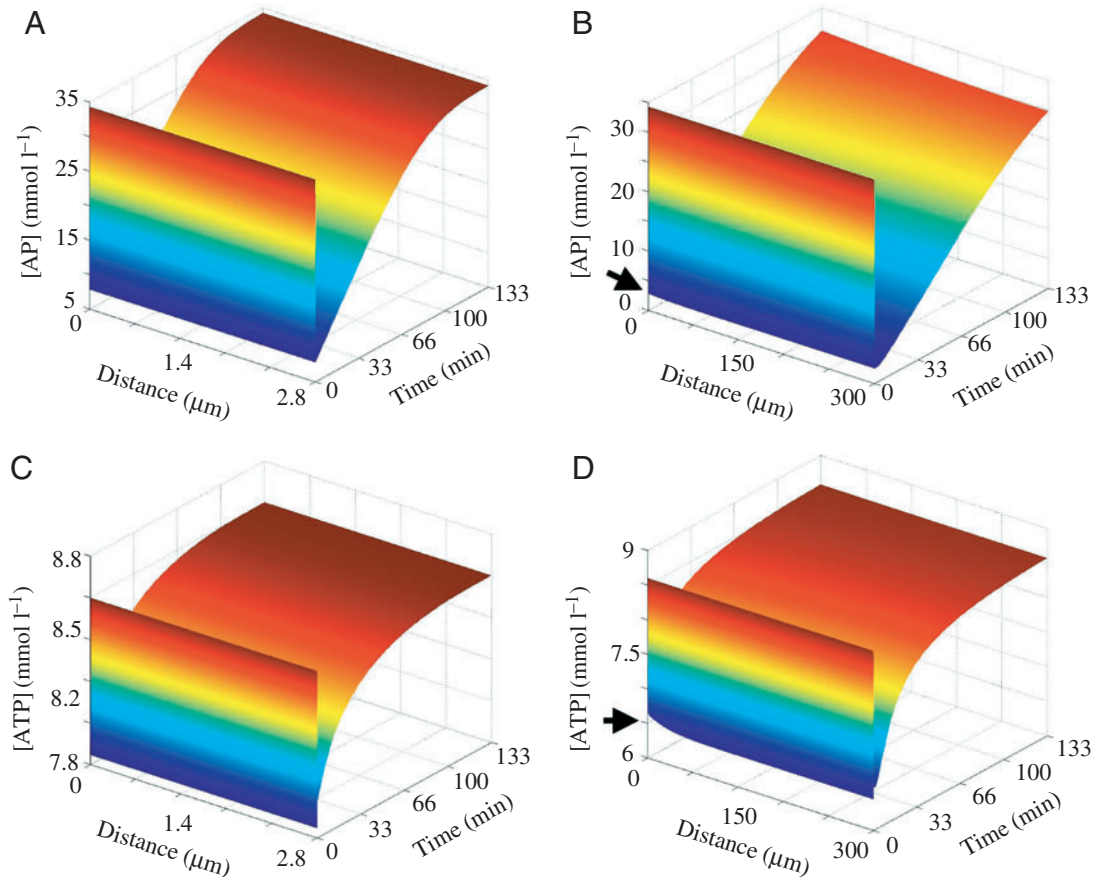 A
[AP] (mmol l⁻¹)
35
25
15
5
0
1.4
2.8
Distance (μm)
0
33
66
100
133
Time (min)
B
[AP] (mmol l⁻¹)
30
20
10
0
0
150
300
Distance (μm)
0
33
66
100
133
Time (min)
C
[ATP] (mmol l⁻¹)
8.8
8.5
8.2
7.8
0
1.4
2.8
Distance (μm)
0
33
66
100
133
Time (min)
D
[ATP] (mmol l⁻¹)
9
7.5
6
0
150
300
Distance (μm)
0
33
66
100
133
Time (min)